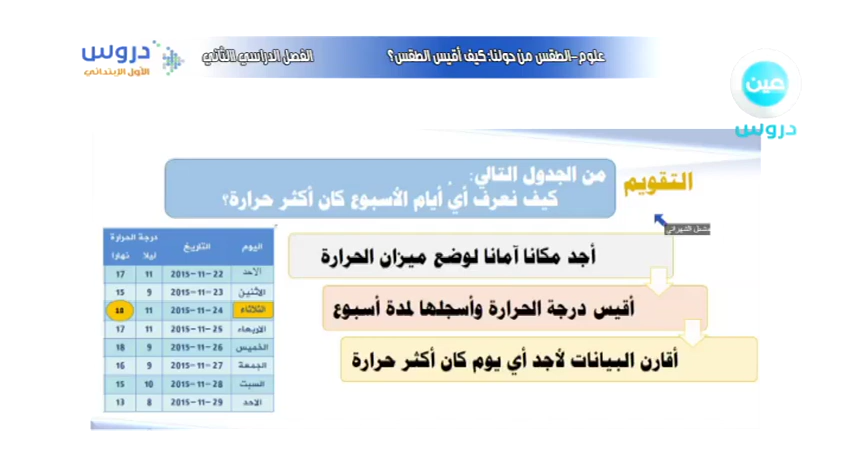 علوم -الطقس من حولنا: كيف أقيس الطقس؟
الفصل الدراسي الثاني
دروس
الأول الابتدائي
عين
دروس
التقويم
من الجدول التالي:
كيف نعرف أيُ أيام الأسبوع كان أكثر حرارة؟
مشعل الشهراني
أجد مكانا آمانا لوضع ميزان الحرارة
أقيس درجة الحرارة وأسجلها لمدة أسبوع
أقارن البيانات لأجد أي يوم كان أكثر حرارة
اليوم التاريخ درجة الحرارة
ليلا نهارا
الاحد 22-11-2015 11 17
الاثنين 23-11-2015 9 15
الثلاثاء 24-11-2015 11 18
الاربعاء 25-11-2015 11 17
الخميس 26-11-2015 9 18
الجمعة 27-11-2015 9 16
السبت 28-11-2015 10 15
الاحد 29-11-2015 8 13